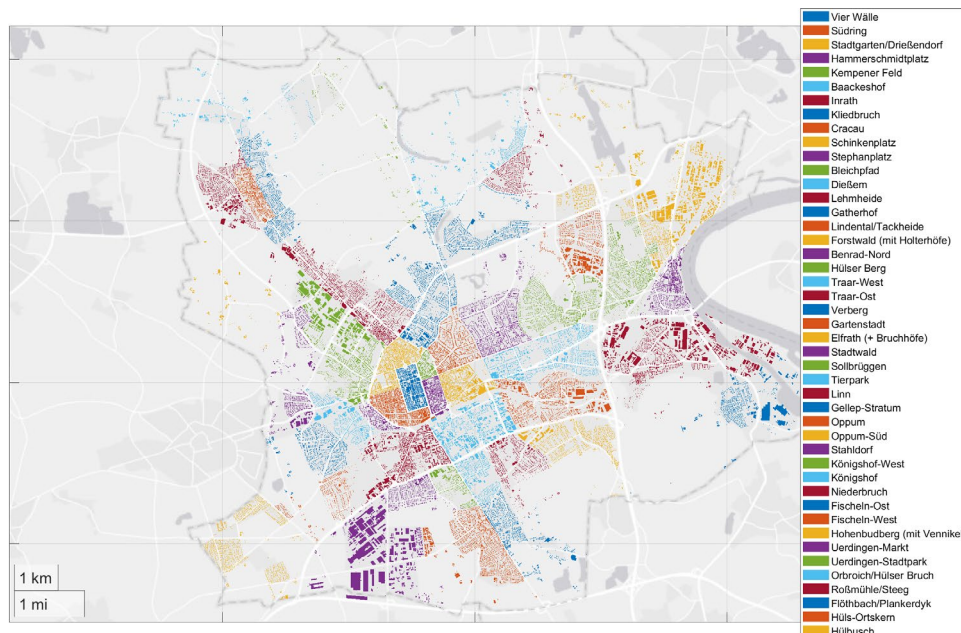 Vier Wälle
Südring
Stadtgarten/Drießendorf
Hammerschmidtplatz
Kempener Feld
Baackeshof
Inrath
Kliedbruch
Cracau
Schinkenplatz
Stephanplatz
Bleichpfad
Dießem
Lehmheide
Gatherhof
Lindental/Tackheide
Forstwald (mit Holterhöfe)
Benrad-Nord
Hülser Berg
Traar-West
Traar-Ost
Verberg
Gartenstadt
Elfrath (+ Bruchhöfe)
Stadtwald
Sollbrüggen
Tierpark
Linn
Gellep-Stratum
Oppum
Oppum-Süd
Stahldorf
Königshof-West
Königshof
Niederbruch
Fischeln-Ost
Fischeln-West
Hohenbudberg (mit Vennike
Uerdingen-Markt
Uerdingen-Stadtpark
Orbroich/Hülser Bruch
Roßmühle/Steeg
Flöthbach/Plankerdyk
Hüls-Ortskern
Hülbusch
1 km
1 mi